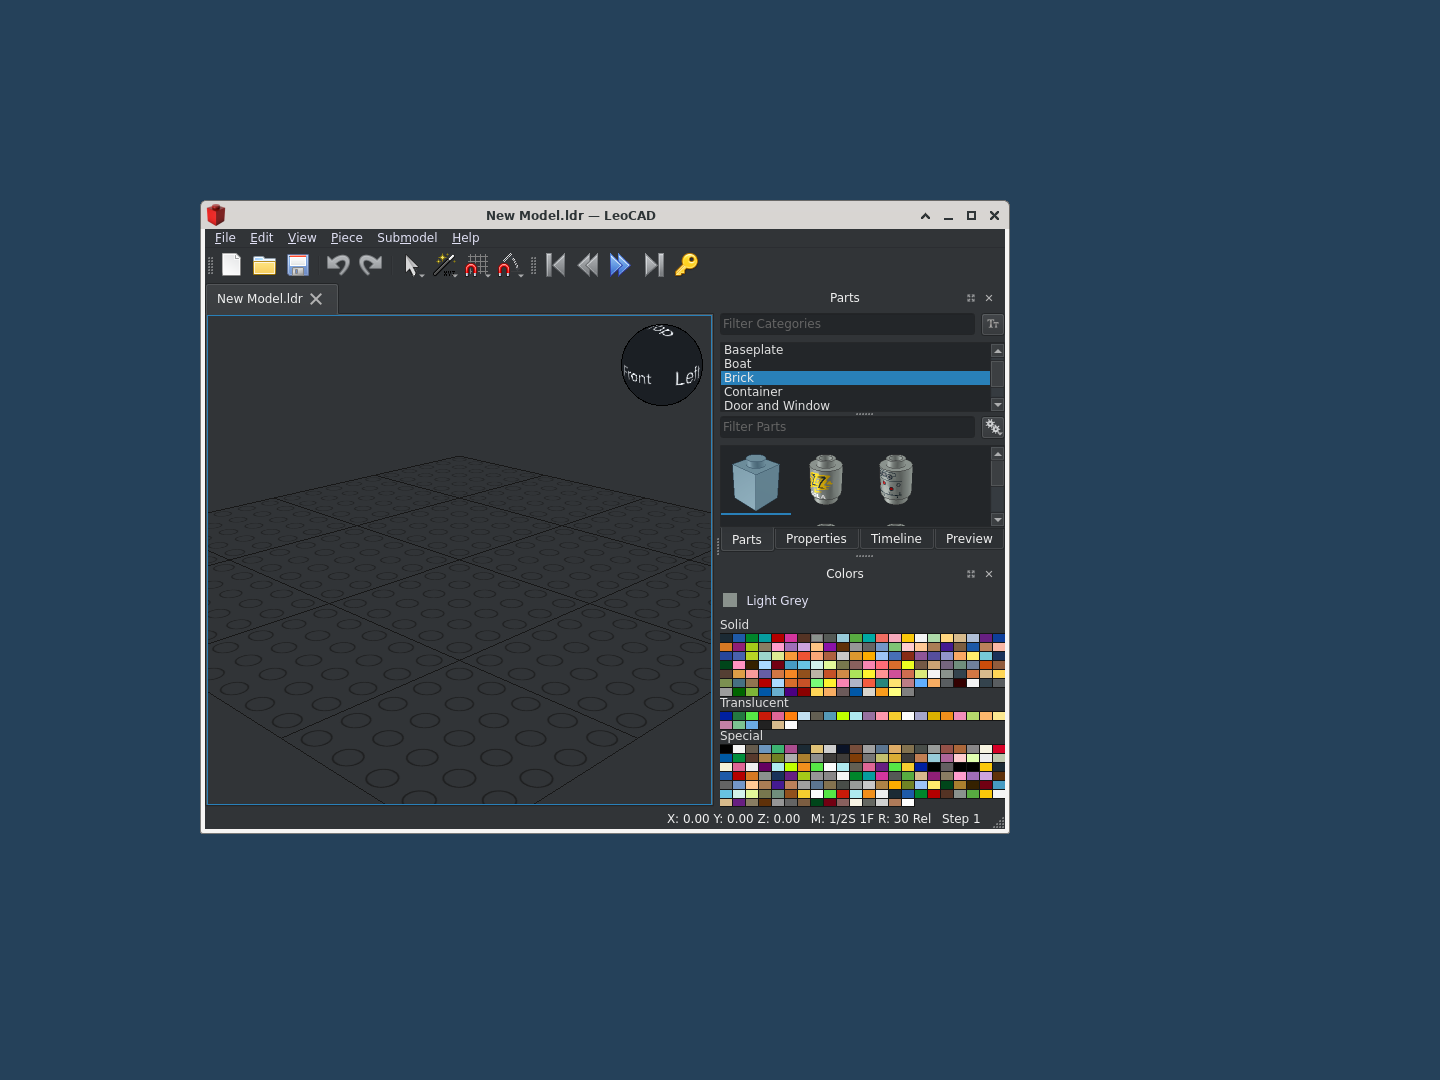 New Model.ldr — LeoCAD
File Edit View Piece Submodel Help
New Model.ldr
Parts
Filter Categories
Baseplate
Boat
Brick
Container
Door and Window
Filter Parts
Parts Properties Timeline Preview
Colors
Light Grey
Solid
Translucent
Special
Front
X: 0.00 Y: 0.00 Z: 0.00 M: 1/2S 1F R: 30 Rel Step 1